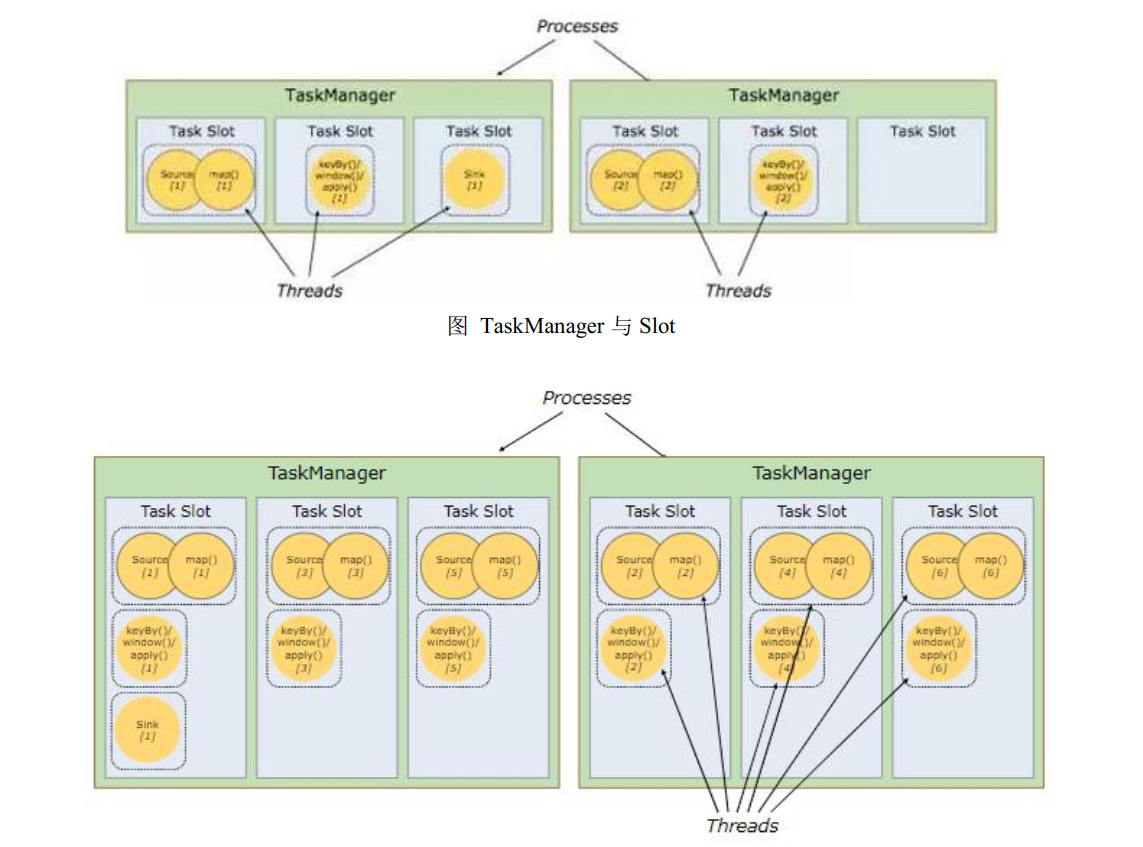 Processes
TaskManager TaskManager
Task Slot Task Slot Task Slot Task Slot Task Slot Task Slot
Source [1] map() [1]
keyBy()/ window()/ apply() [1]
Sink [1]
Source [2] map() [2]
keyBy()/ window()/ apply() [2]
Threads Threads
图 TaskManager 与 Slot
Processes
TaskManager TaskManager
Task Slot Task Slot Task Slot Task Slot Task Slot Task Slot
Source [1] map() [1]
Source [3] map() [3]
Source [5] map() [5]
Source [2] map() [2]
Source [4] map() [4]
Source [6] map() [6]
keyBy()/ window()/ apply() [1]
keyBy()/ window()/ apply() [3]
keyBy()/ window()/ apply() [5]
keyBy()/ window()/ apply() [2]
keyBy()/ window()/ apply() [4]
keyBy()/ window()/ apply() [6]
Sink [1]
Threads